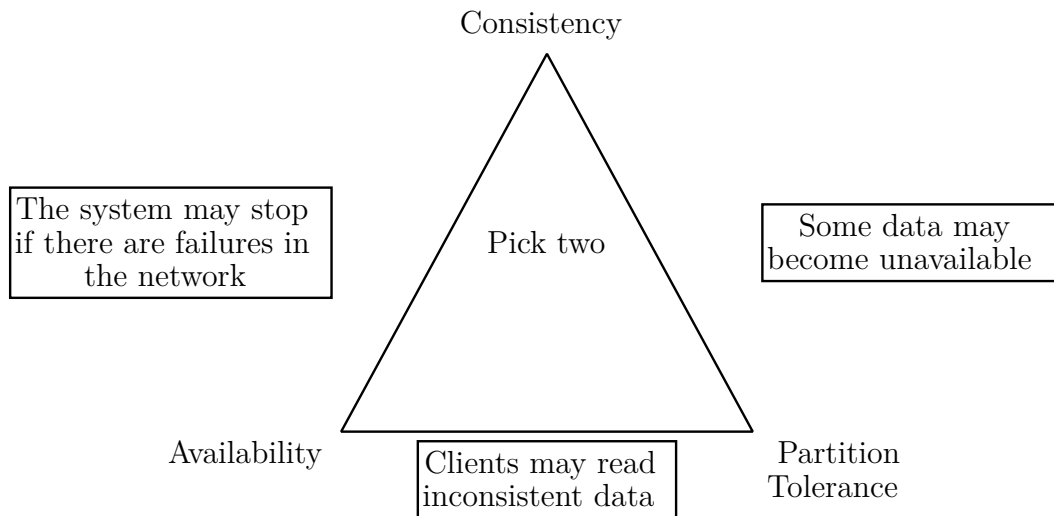 Consistency
The system may stop
if there are failures in
the network
Pick two
Some data may
become unavailable
Availability
Clients may read
inconsistent data
Partition
Tolerance